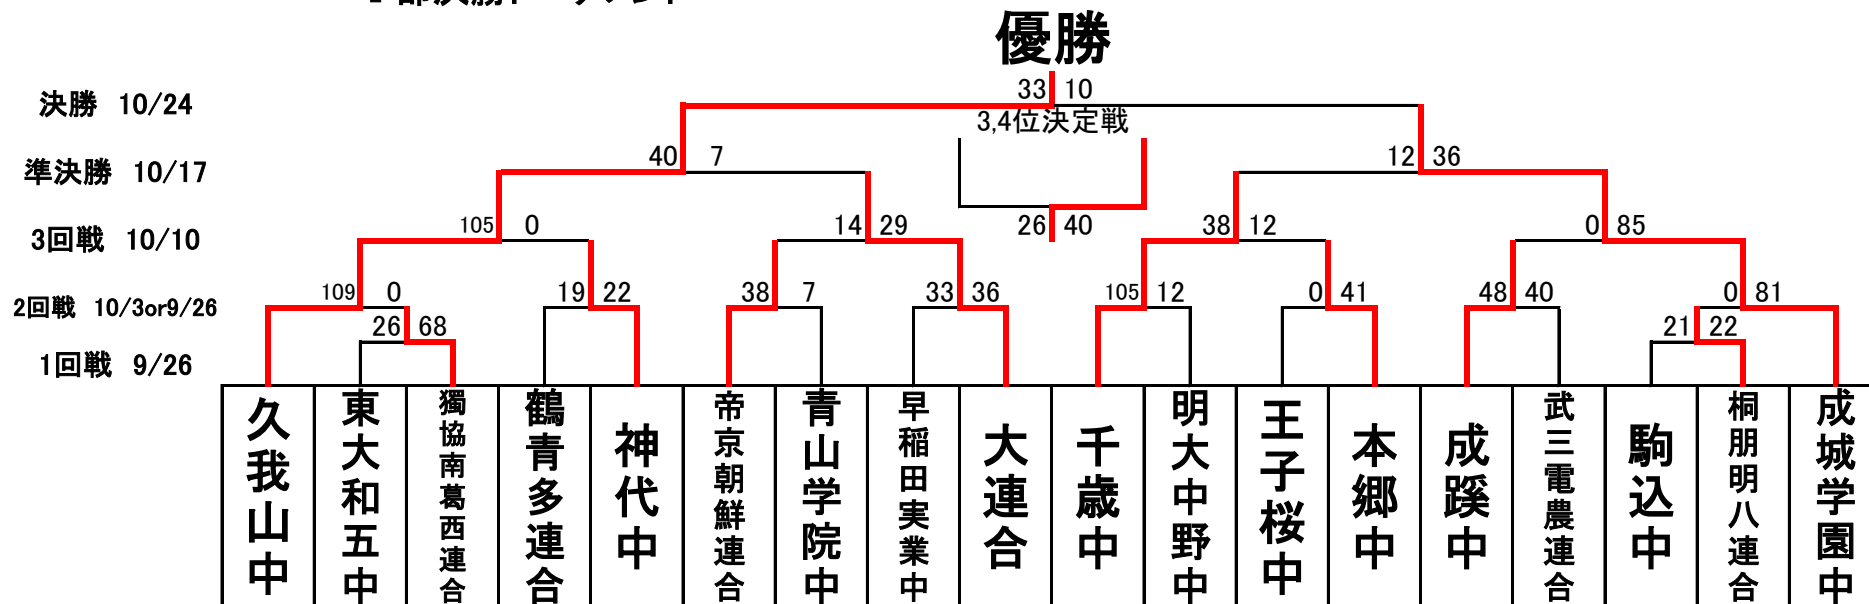 優勝
決勝 10/24
33 10
3,4位決定戦
準決勝 10/17
40 7
12 36
3回戦 10/10
105 0
14 29
26 40
38 12
0 85
2回戦 10/3or9/26
109 0
19 22
38 7
33 36
105 12
0 41
48 40
0 81
1回戦 9/26
26 68
21 22
久我山中
東大和五中
獨協南葛西連合
鶴青多連合
神代中
帝京朝鮮連合
青山学院中
早稲田実業中
大連合
千歳中
明大中野中
王子桜中
本郷中
成蹊中
武三電農連合
駒込中
桐朋明八連合
成城学園中